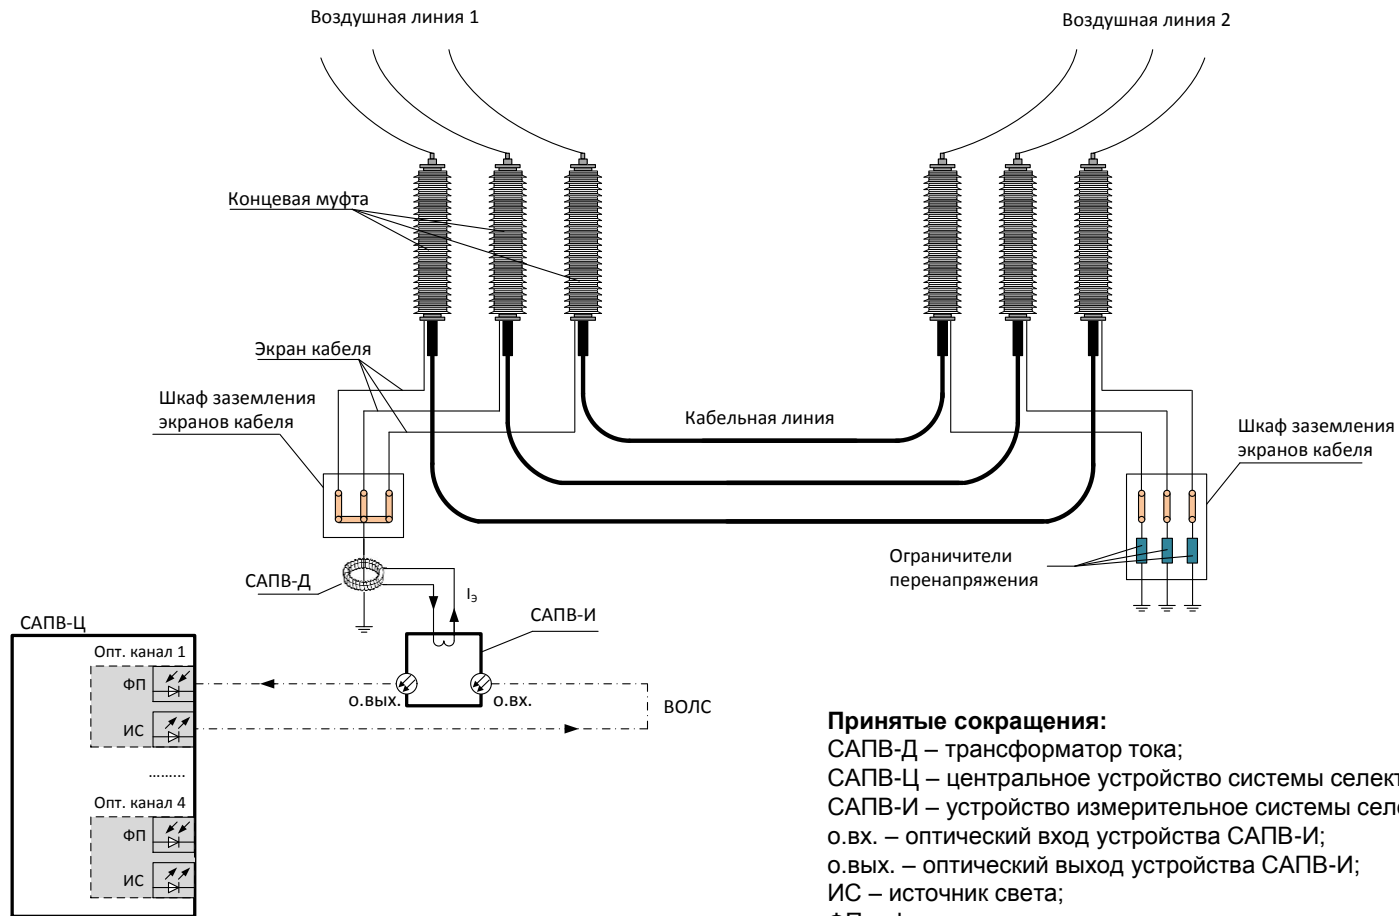 Воздушная линия 1
Воздушная линия 2
Концевая муфта
Экран кабеля
Шкаф заземления
экранов кабеля
Кабельная линия
Шкаф заземления
экранов кабеля
Ограничители
перенапряжения
САПВ-Д
Iэ
САПВ-И
САПВ-Ц
Опт. канал 1
ФП
ИС
о.вых.
о.вх.
ВОЛС
.........
Опт. канал 4
ФП
ИС
Принятые сокращения:
САПВ-Д – трансформатор тока;
САПВ-Ц – центральное устройство системы
САПВ-И – устройство измерительное системы
о.вх. – оптический вход устройства САПВ-И;
о.вых. – оптический выход устройства САПВ-И;
ИС – источник света;